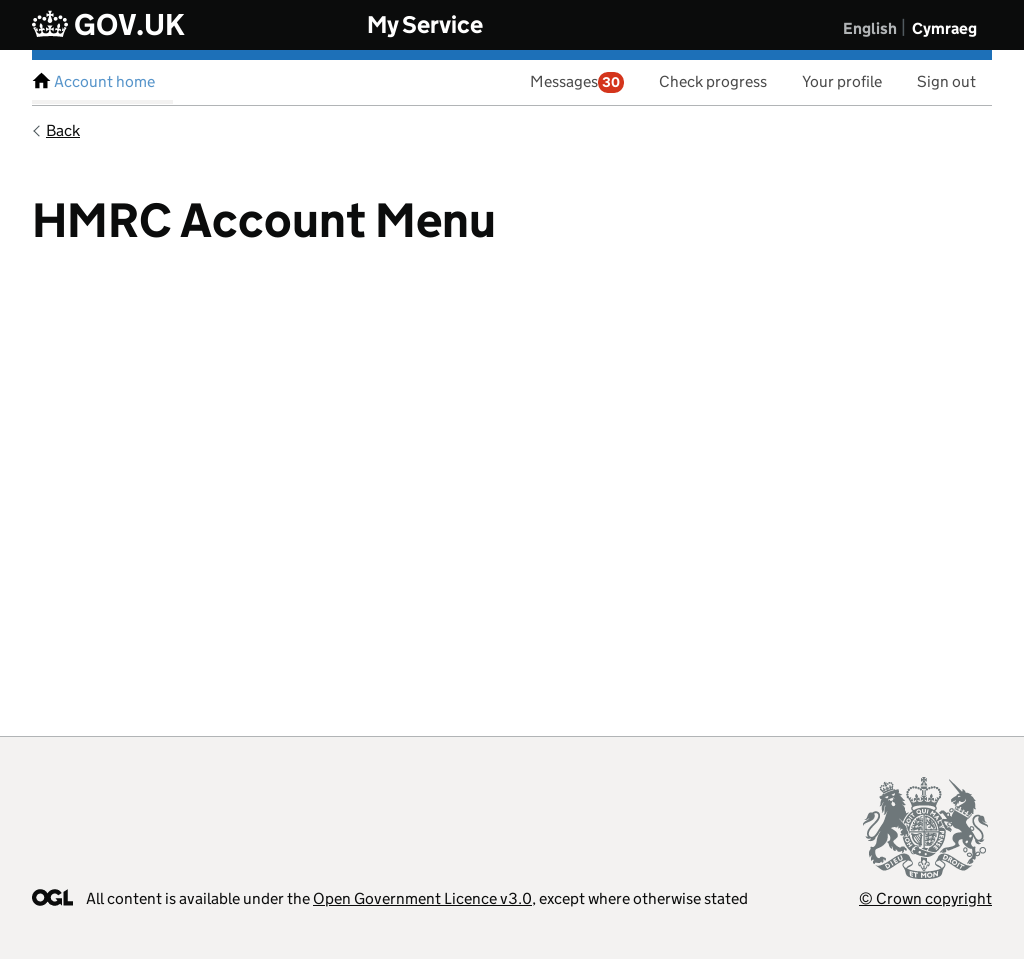 GOV.UK My Service English Cymraeg
Account home Messages 30 Check progress Your profile Sign out
Back
HMRC Account Menu
OGL All content is available under the Open Government Licence v3.0, except where otherwise stated © Crown copyright
DIEU ET MON DROIT